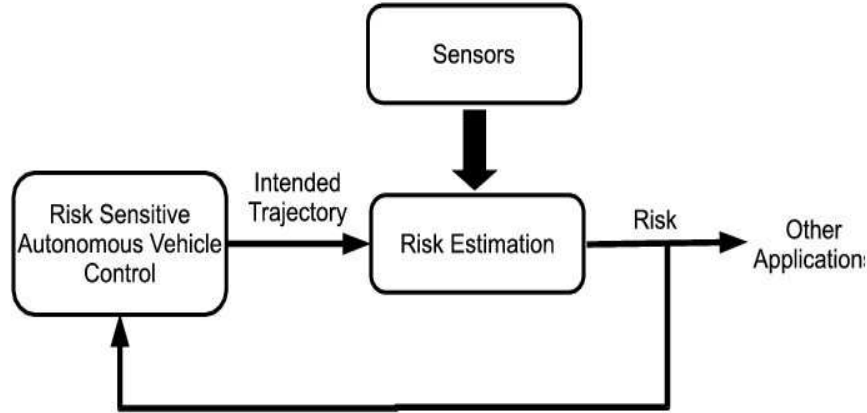 Sensors
Intended
Trajectory
Risk Sensitive
Autonomous Vehicle
Control
Risk Estimation
Risk
Other
Applications